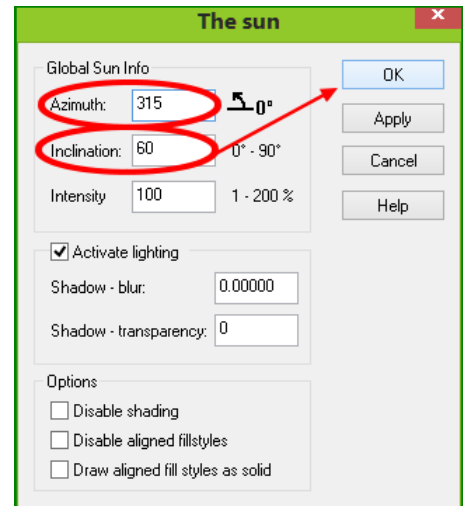 The sun
x
Global Sun Info
Azimuth: 315 0°
Inclination: 60 0° - 90°
Intensity 100 1 - 200 %
OK
Apply
Cancel
Help
Activate lighting
Shadow - blur: 0.00000
Shadow - transparency: 0
Options
Disable shading
Disable aligned fillstyles
Draw aligned fill styles as solid